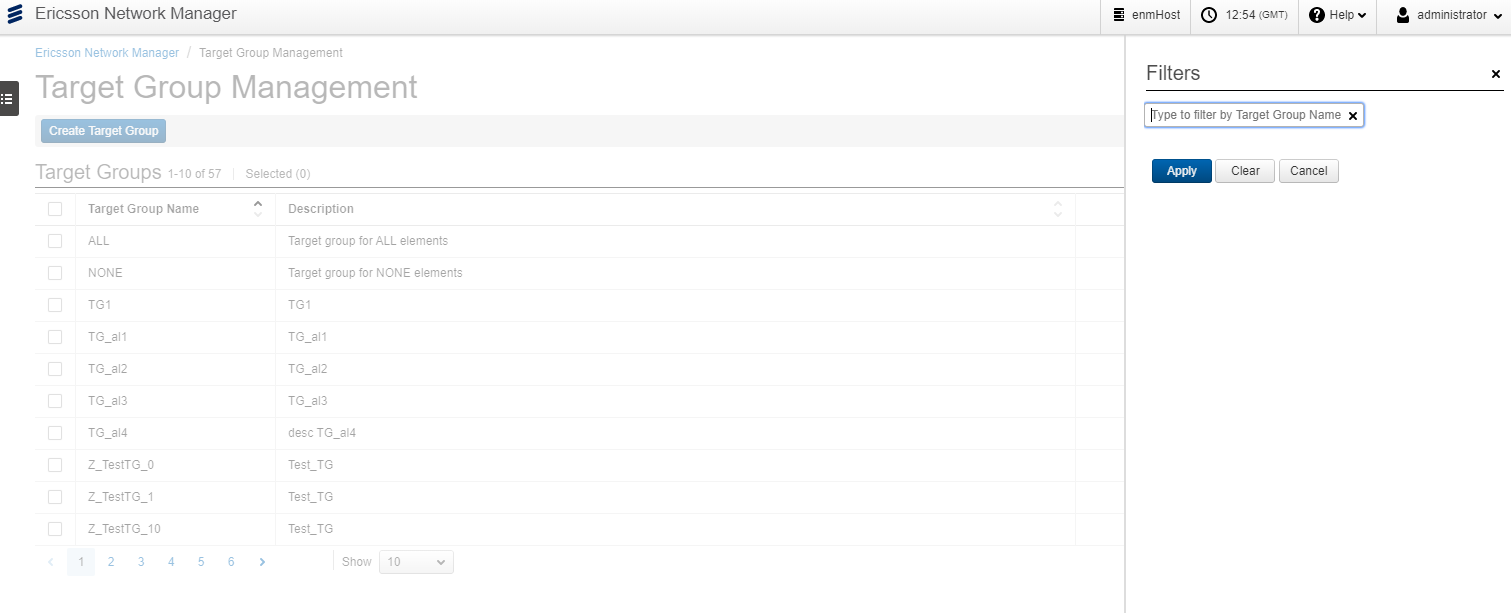 Ericsson Network Manager
enmHost
12:54 (GMT)
Help
administrator
Ericsson Network Manager / Target Group Management
Target Group Management
Create Target Group
Target Groups 1-10 of 57 Selected (0)
Target Group Name Description
ALL Target group for ALL elements
NONE Target group for NONE elements
TG1 TG1
TG_al1 TG_al1
TG_al2 TG_al2
TG_al3 TG_al3
TG_al4 desc TG_al4
Z_TestTG_0 Test_TG
Z_TestTG_1 Test_TG
Z_TestTG_10 Test_TG
1 2 3 4 5 6 Show 10
Filters
Type to filter by Target Group Name
Apply Clear Cancel